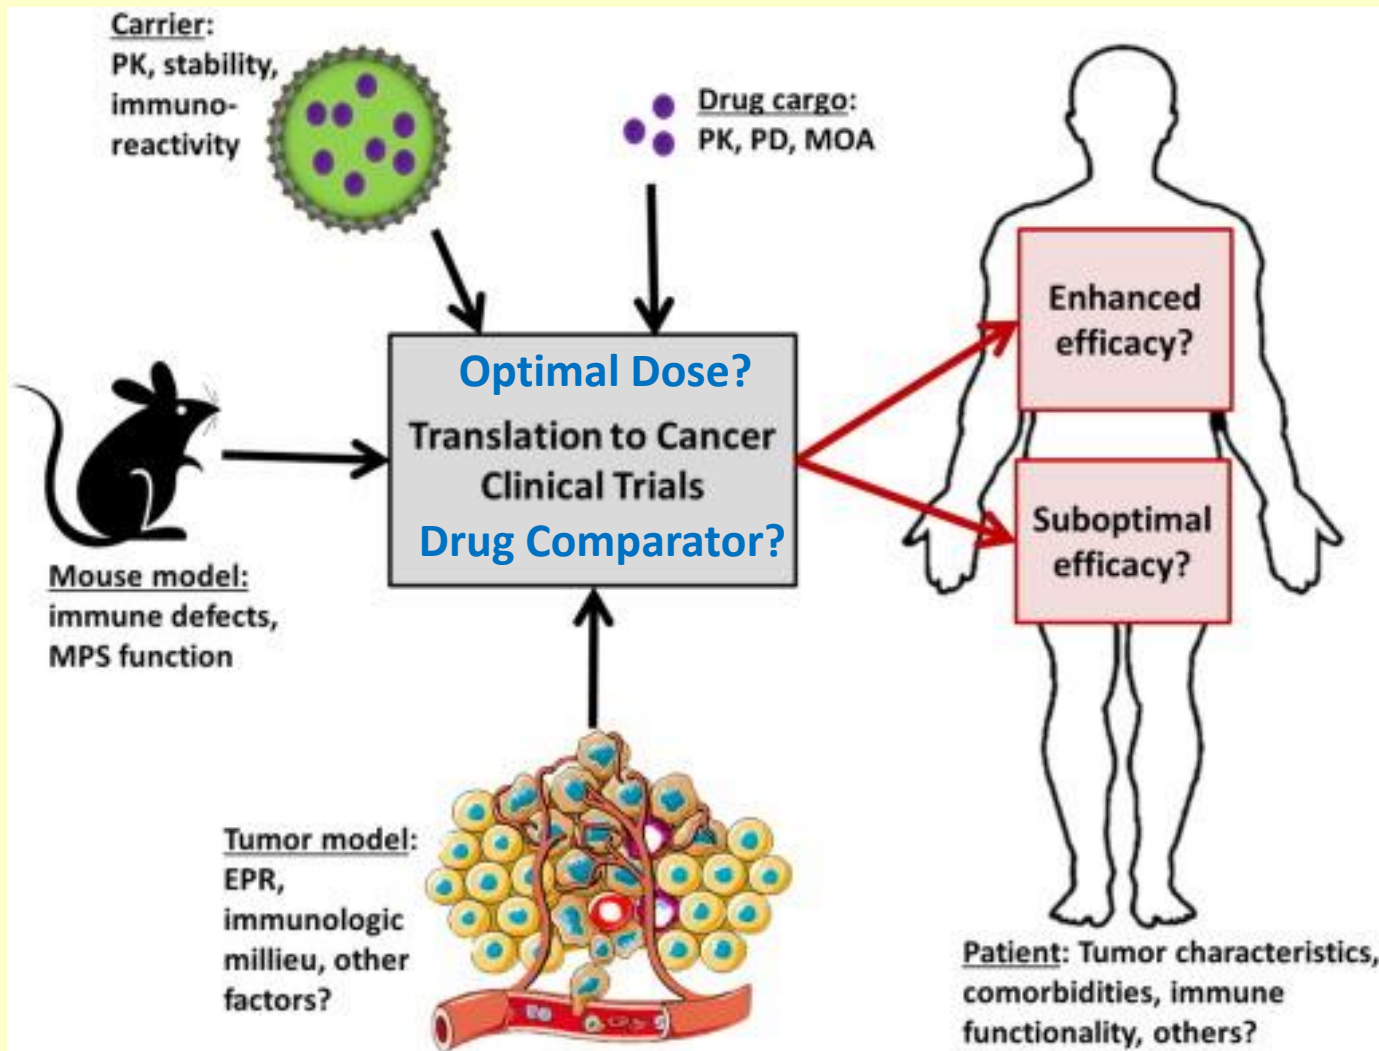 Carrier:
PK, stability,
immuno-
reactivity
Drug cargo:
PK, PD, MOA
Optimal Dose?
Translation to Cancer
Clinical Trials
Drug Comparator?
Enhanced
efficacy?
Suboptimal
efficacy?
Mouse model:
immune defects,
MPS function
Tumor model:
EPR,
immunologic
millieu, other
factors?
Patient: Tumor characteristics,
comorbidities, immune
functionality, others?